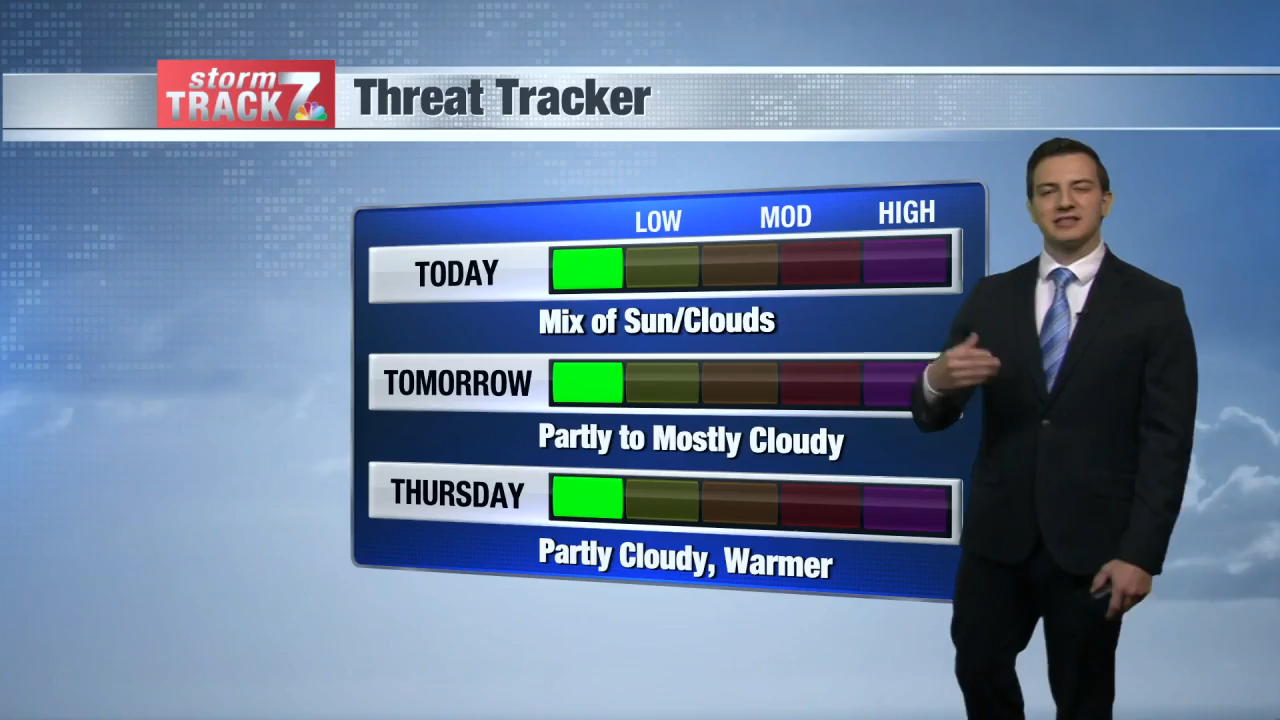 storm
TRACK 7
Threat Tracker
LOW MOD HIGH
TODAY
Mix of Sun/Clouds
TOMORROW
Partly to Mostly Cloudy
THURSDAY
Partly Cloudy, Warmer